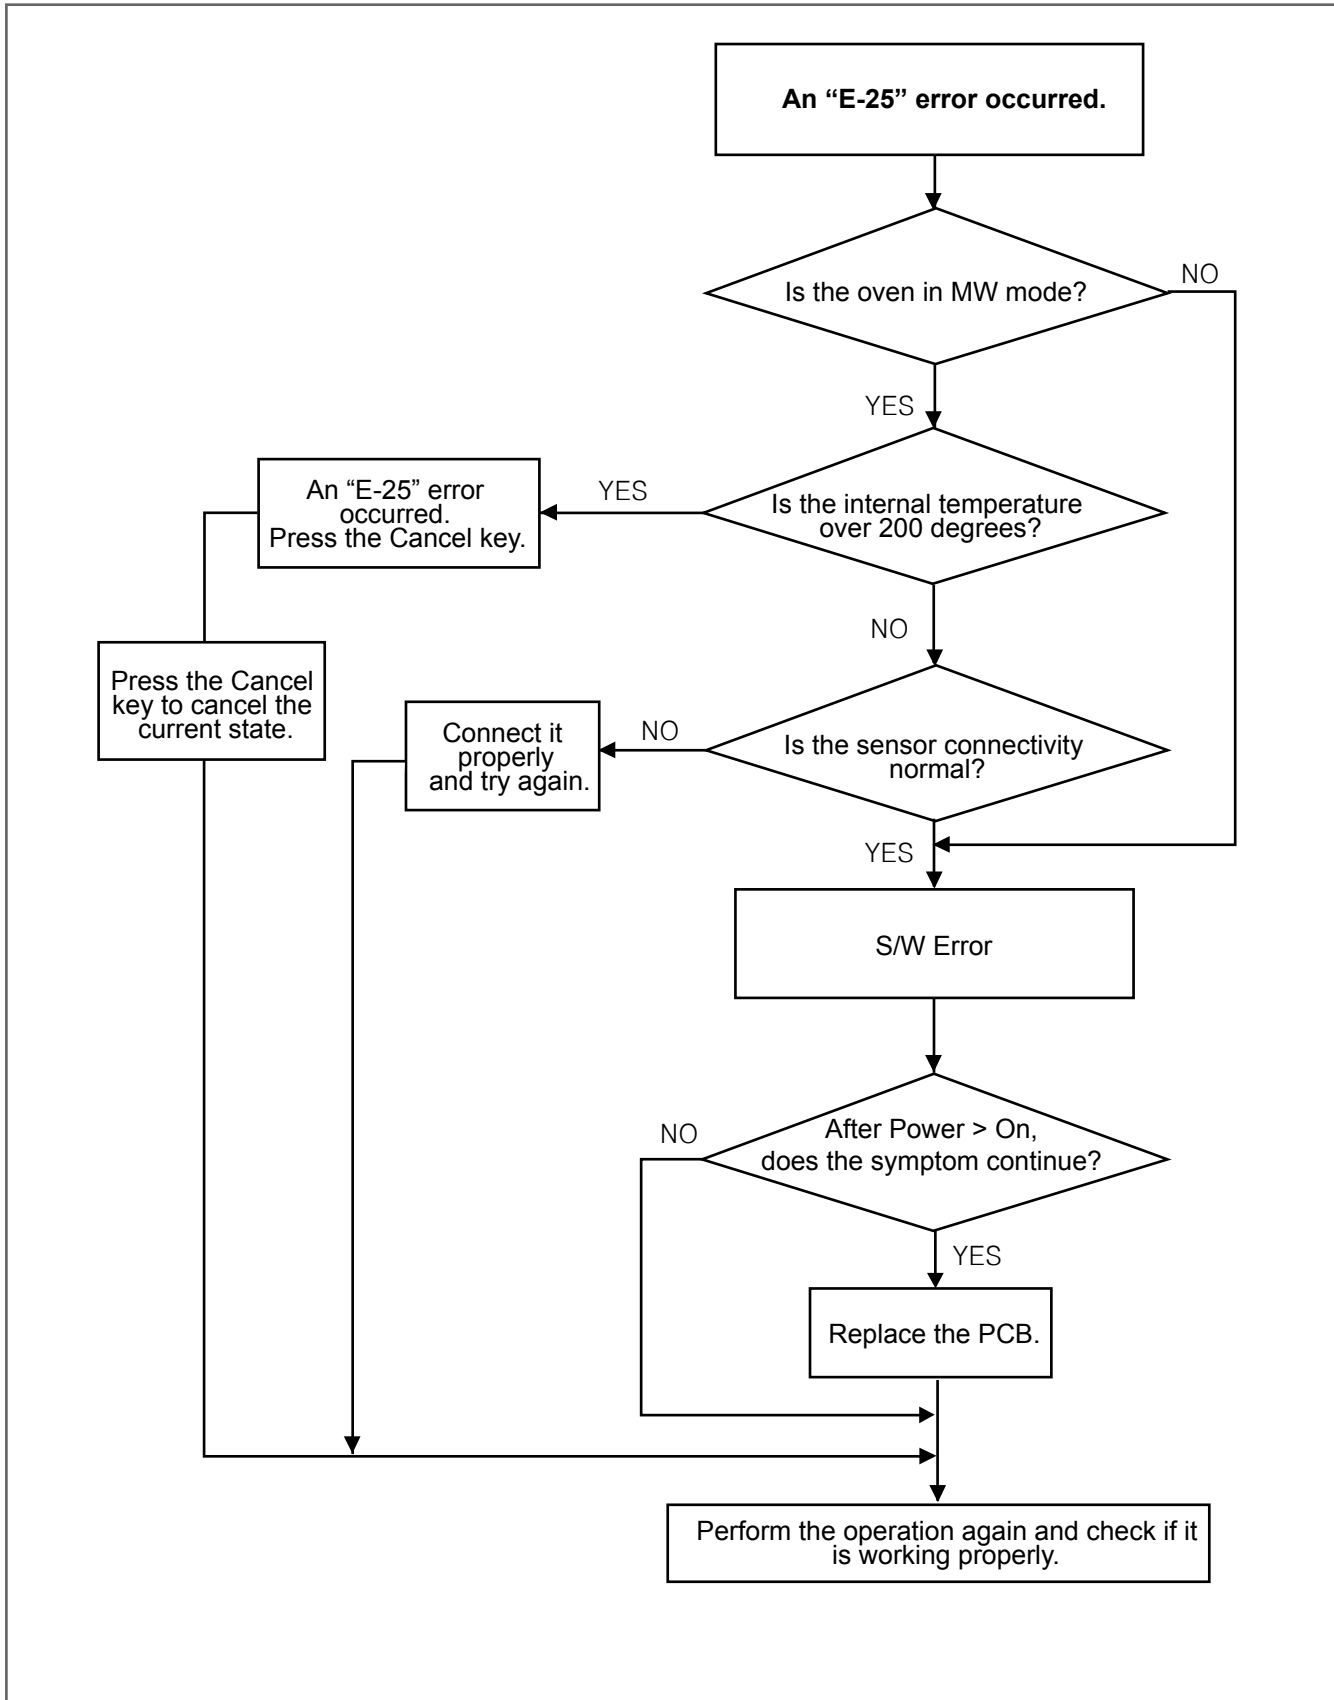 An “E-25” error occurred.
Is the oven in MW mode?
NO
YES
Is the internal temperature
over 200 degrees?
YES
An “E-25” error
occurred.
Press the Cancel key.
Press the Cancel
key to cancel the
current state.
NO
Is the sensor connectivity
normal?
NO
Connect it
properly
and try again.
YES
S/W Error
After Power > On,
does the symptom continue?
NO
YES
Replace the PCB.
Perform the operation again and check if it
is working properly.